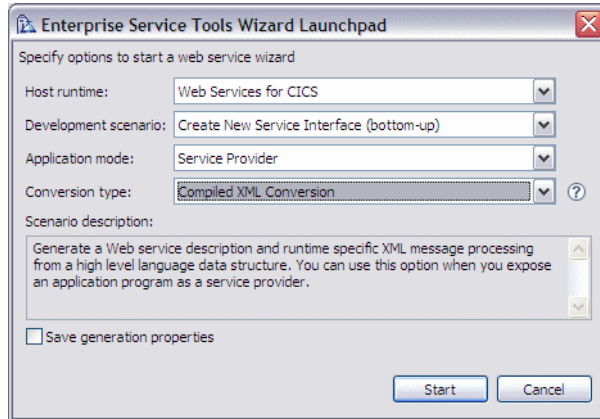 Enterprise Service Tools Wizard Launchpad
Specify options to start a web service wizard
Host runtime: Web Services for CICS
Development scenario: Create New Service Interface (bottom-up)
Application mode: Service Provider
Conversion type: Compiled XML Conversion
?
Scenario description:
Generate a Web service description and runtime specific XML message processing
from a high level language data structure. You can use this option when you expose
an application program as a service provider.
Save generation properties
Start Cancel